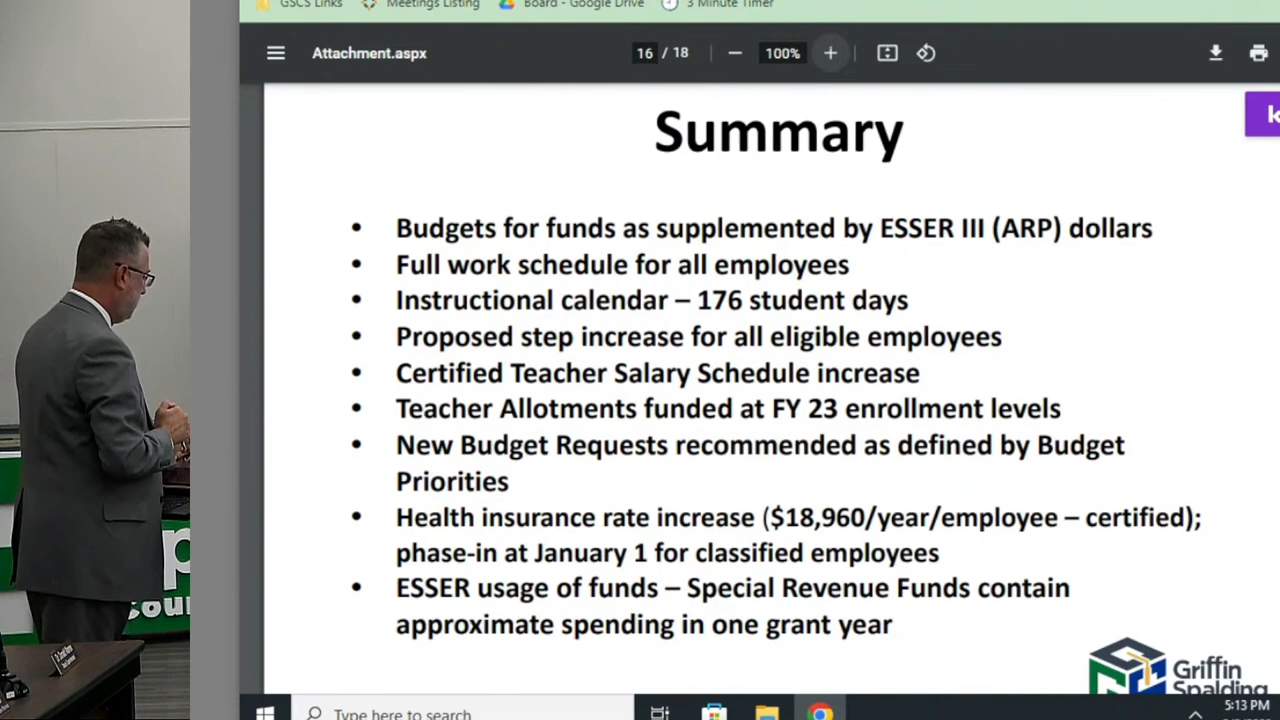 GSCS Links
Meetings Listing
Board - Google Drive
3 Minute Timer
Attachment.aspx
16 / 18
100%
Summary
• Budgets for funds as supplemented by ESSER III (ARP) dollars
• Full work schedule for all employees
• Instructional calendar – 176 student days
• Proposed step increase for all eligible employees
• Certified Teacher Salary Schedule increase
• Teacher Allotments funded at FY 23 enrollment levels
• New Budget Requests recommended as defined by Budget
Priorities
• Health insurance rate increase ($18,960/year/employee – certified);
phase-in at January 1 for classified employees
• ESSER usage of funds – Special Revenue Funds contain
approximate spending in one grant year
Griffin
Spalding
Type here to search
5:13 PM